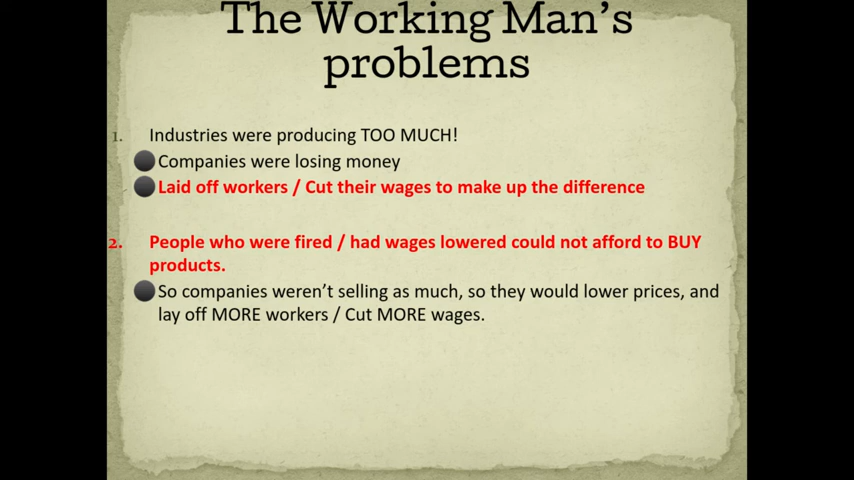 The Working Man's
problems
1. Industries were producing TOO MUCH!
Companies were losing money
Laid off workers / Cut their wages to make up the difference
2. People who were fired / had wages lowered could not afford to BUY
products.
So companies weren't selling as much, so they would lower prices, and
lay off MORE workers / Cut MORE wages.